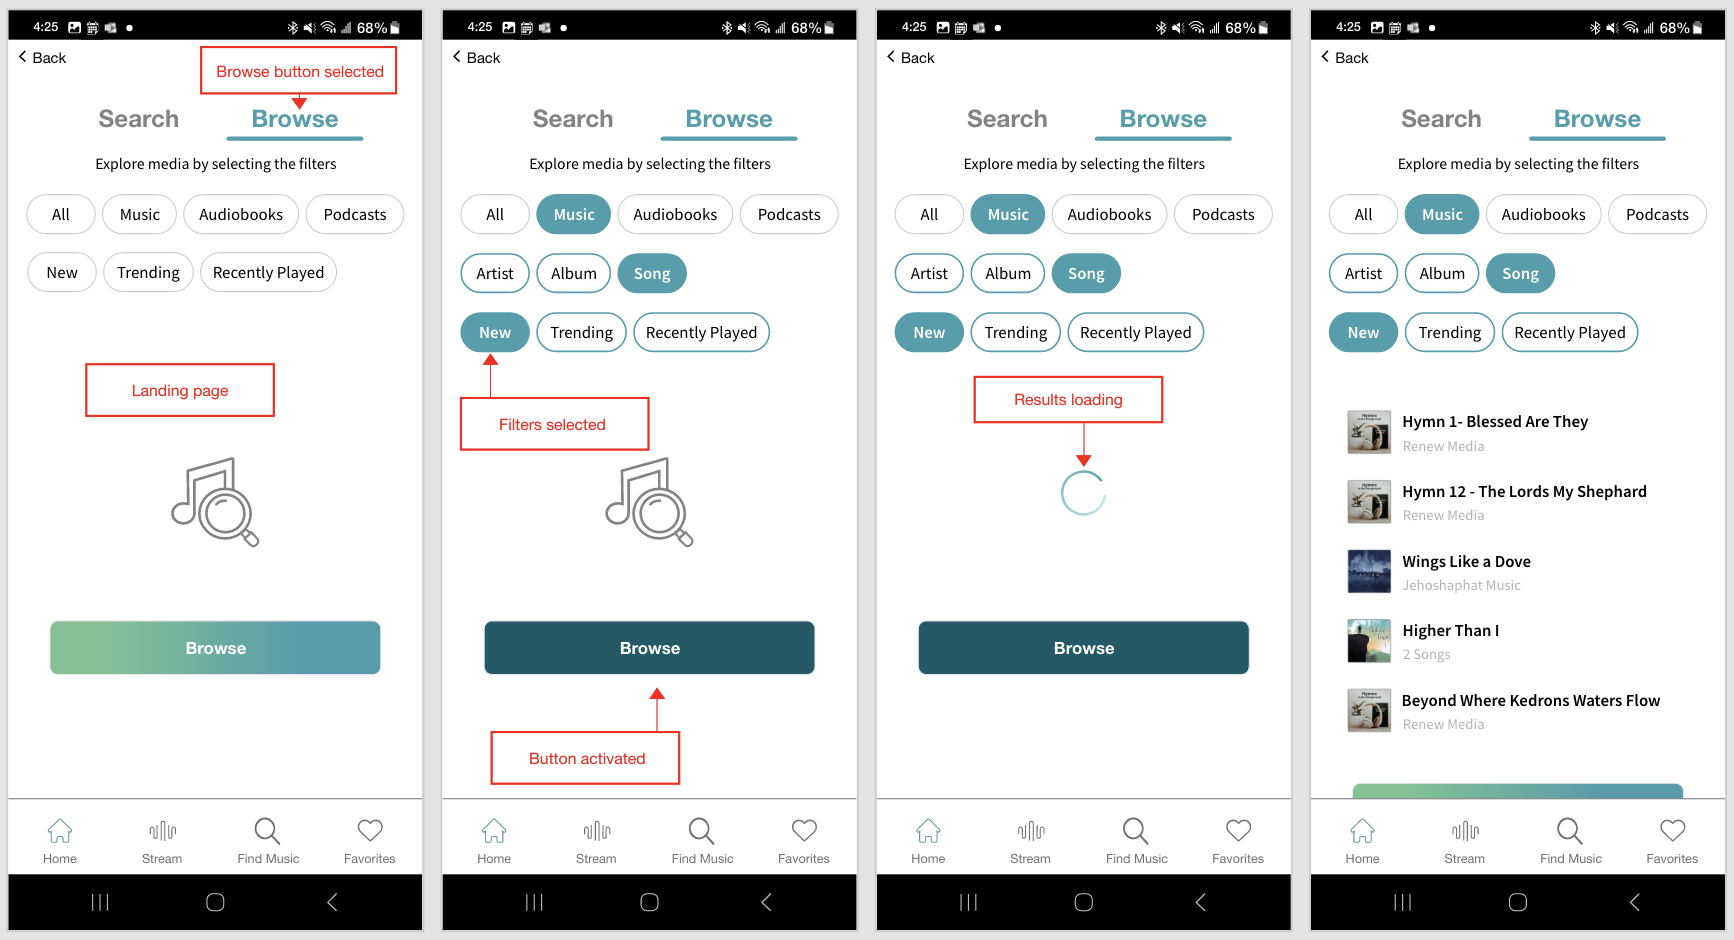 4:25 68%
Back
Browse button selected
Search Browse
Explore media by selecting the filters
All Music Audiobooks Podcasts
New Trending Recently Played
Landing page
Browse
Home Stream Find Music Favorites
4:25 68%
Back
Search Browse
Explore media by selecting the filters
All Music Audiobooks Podcasts
Artist Album Song
New Trending Recently Played
Filters selected
Browse
Button activated
Home Stream Find Music Favorites
4:25 68%
Back
Search Browse
Explore media by selecting the filters
All Music Audiobooks Podcasts
Artist Album Song
New Trending Recently Played
Results loading
Browse
Home Stream Find Music Favorites
4:25 68%
Back
Search Browse
Explore media by selecting the filters
All Music Audiobooks Podcasts
Artist Album Song
New Trending Recently Played
Hymn 1- Blessed Are They
Renew Media
Hymn 12 - The Lords My Shephard
Renew Media
Wings Like a Dove
Jehoshaphat Music
Higher Than I
2 Songs
Beyond Where Kedrons Waters Flow
Renew Media
Home Stream Find Music Favorites